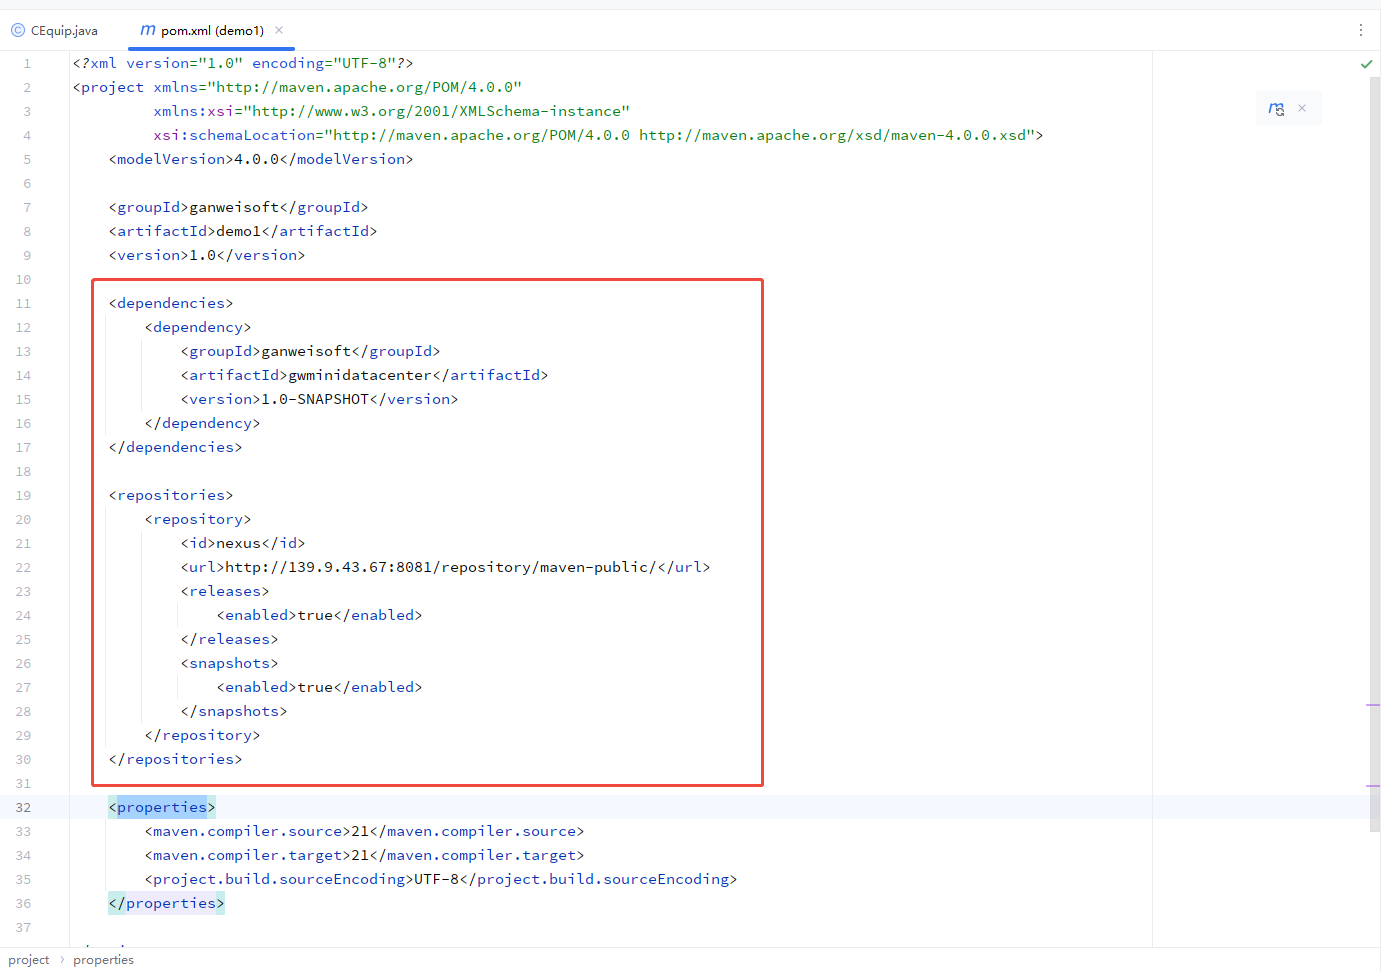 CEquip.java
pom.xml (demo1)
1 <?xml version="1.0" encoding="UTF-8"?>
2 <project xmlns="http://maven.apache.org/POM/4.0.0"
3 xmlns:xsi="http://www.w3.org/2001/XMLSchema-instance"
4 xsi:schemaLocation="http://maven.apache.org/POM/4.0.0 http://maven.apache.org/xsd/maven-4.0.0.xsd">
5 <modelVersion>4.0.0</modelVersion>
6
7 <groupId>ganweisoft</groupId>
8 <artifactId>demo1</artifactId>
9 <version>1.0</version>
10
11 <dependencies>
12 <dependency>
13 <groupId>ganweisoft</groupId>
14 <artifactId>gwminidatacenter</artifactId>
15 <version>1.0-SNAPSHOT</version>
16 </dependency>
17 </dependencies>
18
19 <repositories>
20 <repository>
21 <id>nexus</id>
22 <url>http://139.9.43.67:8081/repository/maven-public/</url>
23 <releases>
24 <enabled>true</enabled>
25 </releases>
26 <snapshots>
27 <enabled>true</enabled>
28 </snapshots>
29 </repository>
30 </repositories>
31
32 <properties>
33 <maven.compiler.source>21</maven.compiler.source>
34 <maven.compiler.target>21</maven.compiler.target>
35 <project.build.sourceEncoding>UTF-8</project.build.sourceEncoding>
36 </properties>
37
project > properties